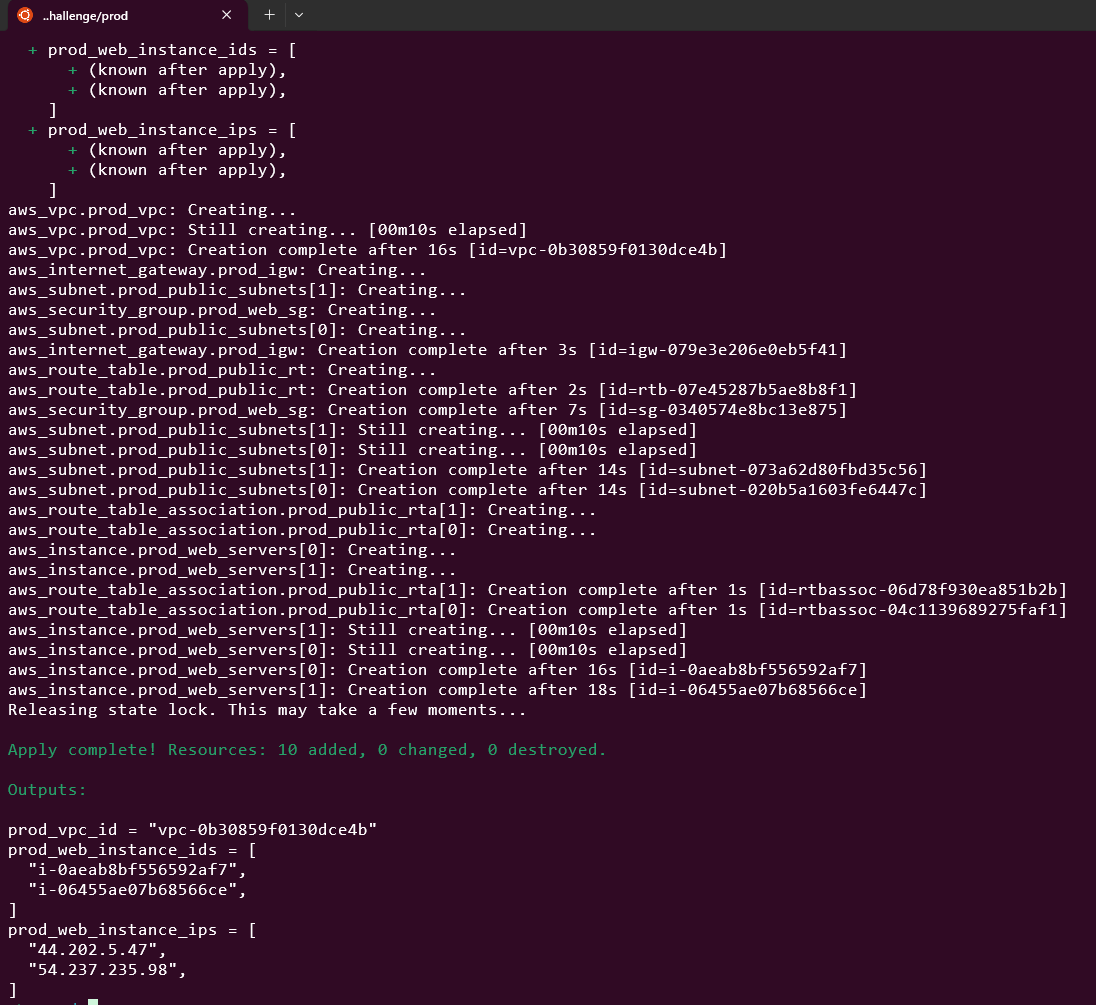 ..hallenge/prod
+ prod_web_instance_ids = [
+ (known after apply),
+ (known after apply),
]
+ prod_web_instance_ips = [
+ (known after apply),
+ (known after apply),
]
aws_vpc.prod_vpc: Creating...
aws_vpc.prod_vpc: Still creating... [00m10s elapsed]
aws_vpc.prod_vpc: Creation complete after 16s [id=vpc-0b30859f0130dce4b]
aws_internet_gateway.prod_igw: Creating...
aws_subnet.prod_public_subnets[1]: Creating...
aws_security_group.prod_web_sg: Creating...
aws_subnet.prod_public_subnets[0]: Creating...
aws_internet_gateway.prod_igw: Creation complete after 3s [id=igw-079e3e206e0eb5f41]
aws_route_table.prod_public_rt: Creating...
aws_route_table.prod_public_rt: Creation complete after 2s [id=rtb-07e45287b5ae8b8f1]
aws_security_group.prod_web_sg: Creation complete after 7s [id=sg-0340574e8bc13e875]
aws_subnet.prod_public_subnets[1]: Still creating... [00m10s elapsed]
aws_subnet.prod_public_subnets[0]: Still creating... [00m10s elapsed]
aws_subnet.prod_public_subnets[1]: Creation complete after 14s [id=subnet-073a62d80fbd35c56]
aws_subnet.prod_public_subnets[0]: Creation complete after 14s [id=subnet-020b5a1603fe6447c]
aws_route_table_association.prod_public_rta[1]: Creating...
aws_route_table_association.prod_public_rta[0]: Creating...
aws_instance.prod_web_servers[0]: Creating...
aws_instance.prod_web_servers[1]: Creating...
aws_route_table_association.prod_public_rta[1]: Creation complete after 1s [id=rtbassoc-06d78f930ea851b2b]
aws_route_table_association.prod_public_rta[0]: Creation complete after 1s [id=rtbassoc-04c1139689275faf1]
aws_instance.prod_web_servers[1]: Still creating... [00m10s elapsed]
aws_instance.prod_web_servers[0]: Still creating... [00m10s elapsed]
aws_instance.prod_web_servers[0]: Creation complete after 16s [id=i-0aeab8bf556592af7]
aws_instance.prod_web_servers[1]: Creation complete after 18s [id=i-06455ae07b68566ce]
Releasing state lock. This may take a few moments...
Apply complete! Resources: 10 added, 0 changed, 0 destroyed.
Outputs:
prod_vpc_id = "vpc-0b30859f0130dce4b"
prod_web_instance_ids = [
"i-0aeab8bf556592af7",
"i-06455ae07b68566ce",
]
prod_web_instance_ips = [
"44.202.5.47",
"54.237.235.98",
]